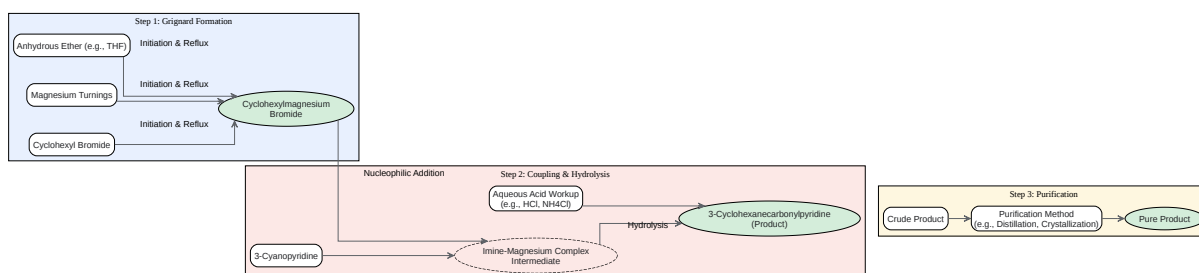 Step 1: Grignard Formation
Anhydrous Ether (e.g., THF)
Initiation & Reflux
Initiation & Reflux
Magnesium Turnings
Cyclohexylmagnesium
Bromide
Initiation & Reflux
Cyclohexyl Bromide
Nucleophilic Addition
Step 2: Coupling & Hydrolysis
Aqueous Acid Workup
(e.g., HCl, NH4Cl)
3-Cyclohexanecarbonylpyridine
(Product)
Hydrolysis
3-Cyanopyridine
Imine-Magnesium Complex
Intermediate
Step 3: Purification
Crude Product
Purification Method
(e.g., Distillation, Crystallization)
Pure Product